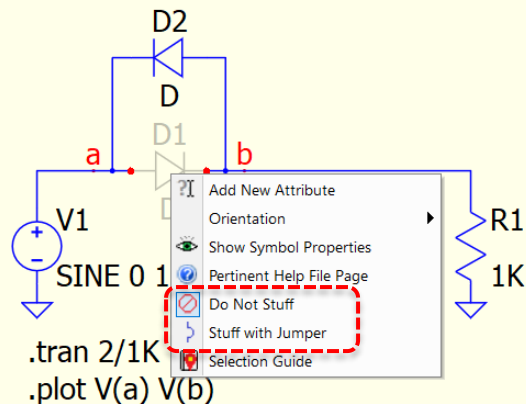 D2
D
D1
a
b
Add New Attribute
Orientation
V1
R1
Show Symbol Properties
SINE 0 1
Pertinent Help File Page
1K
Do Not Stuff
Stuff with Jumper
.tran 2/1K
Selection Guide
.plot V(a) V(b)